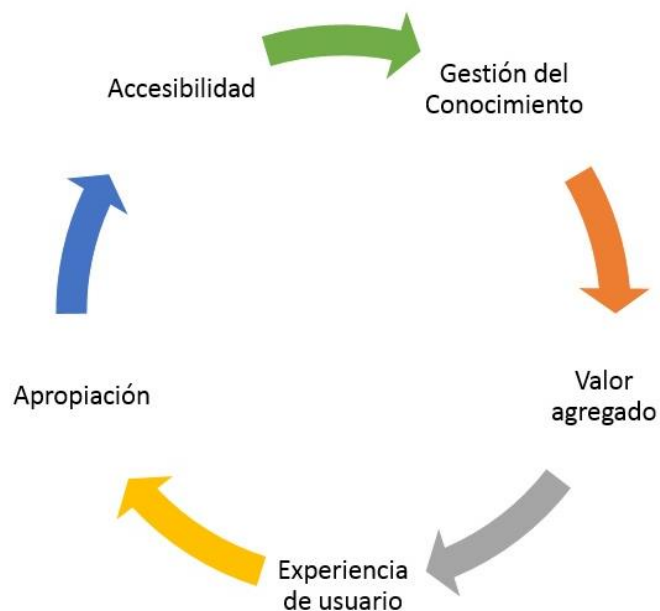 Accesibilidad
Gestión del
Conocimiento
Valor
agregado
Experiencia
de usuario
Apropiación